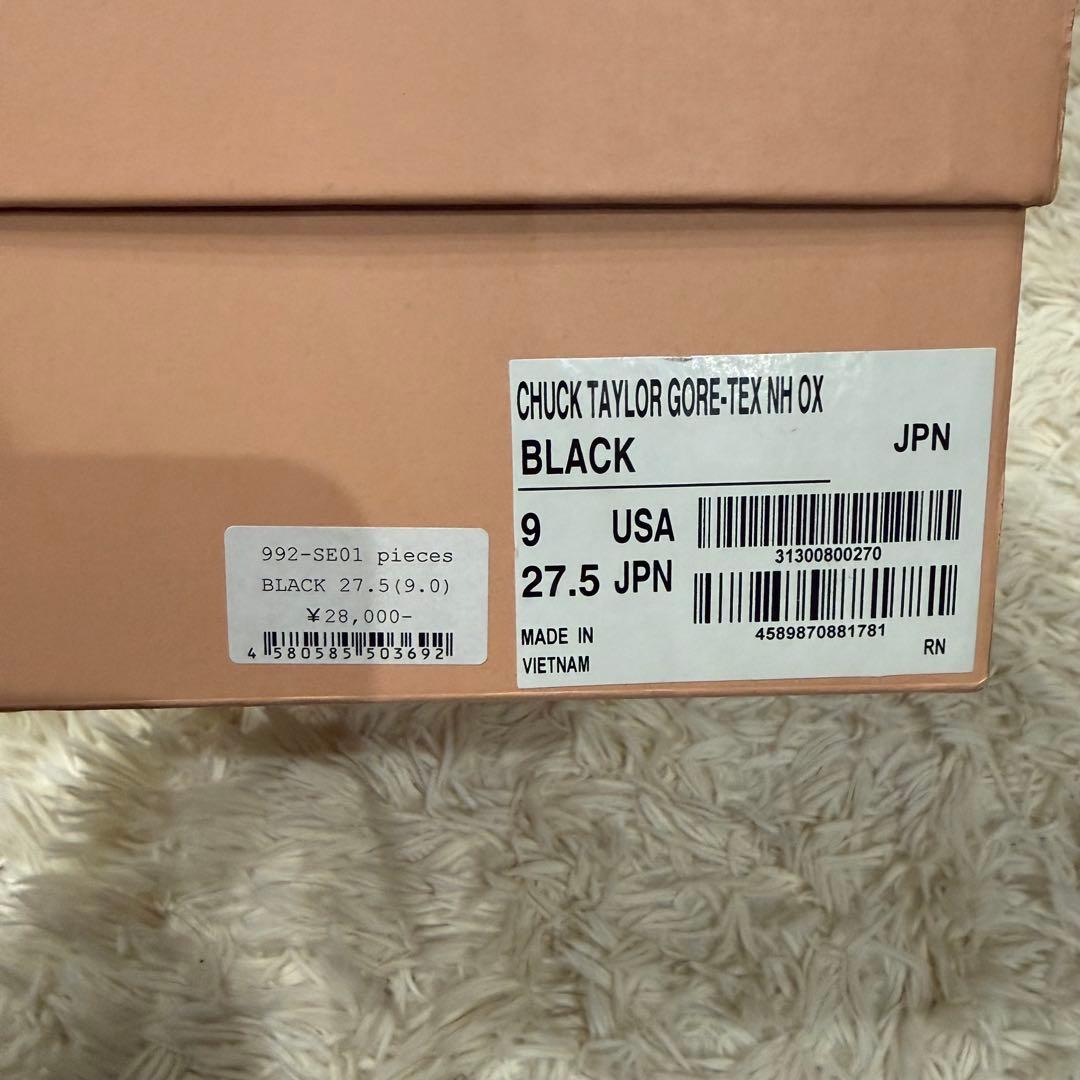 CHUCK TAYLOR GORE-TEX NH OX
BLACK JPN
9 USA
31300800270
27.5 JPN
4589870881781
MADE IN
VIETNAM
RN
992-SE01 pieces
BLACK 27.5(9.0)
¥28,000-
4 580585 503692